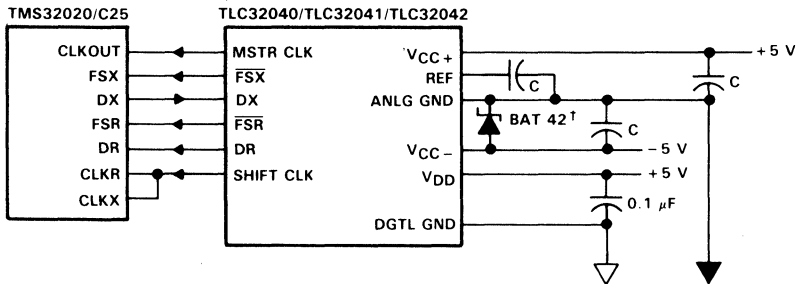 TMS32020/C25
TLC32040/TLC32041/TLC32042
CLKOUT
FSX
DX
FSR
DR
CLKR
CLKX
MSTR CLK
FSX
DX
FSR
DR
SHIFT CLK
VCC+
REF
ANLG GND
VCC−
VDD
DGTL GND
C
BAT 42†
C
C
+5 V
−5 V
+5 V
0.1 μF